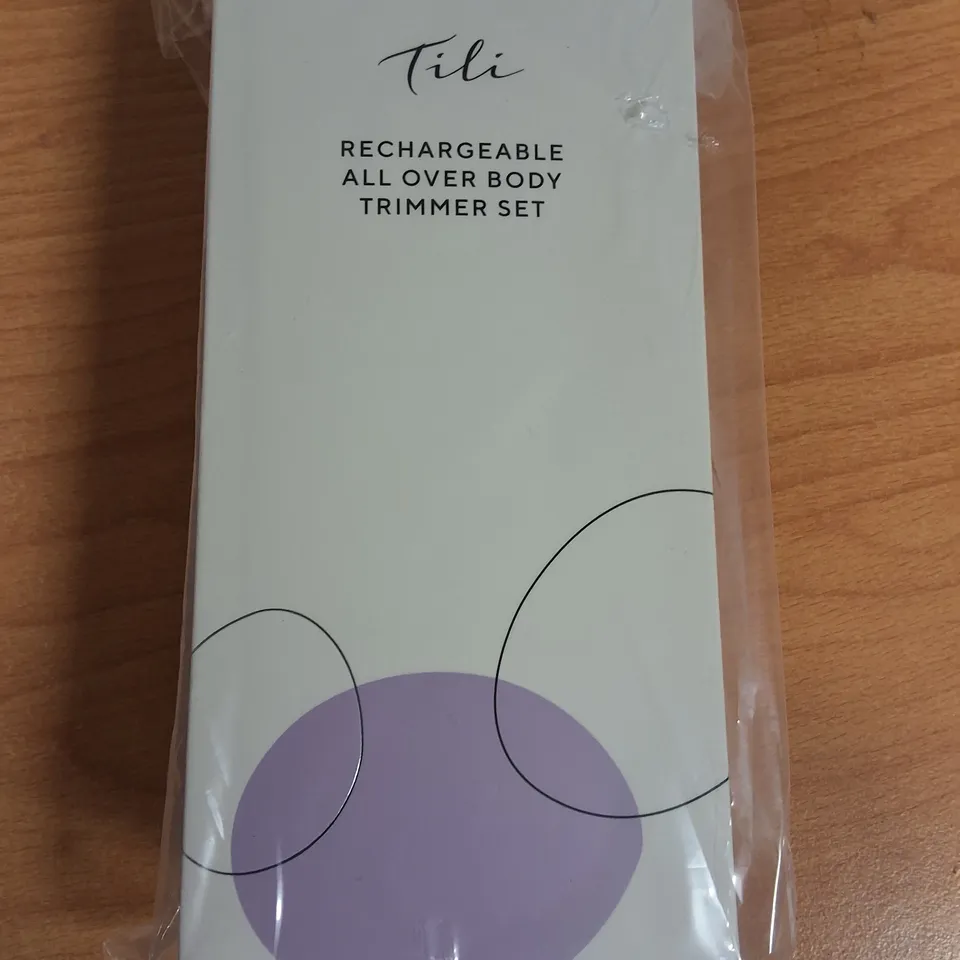 Tili
RECHARGEABLE
ALL OVER BODY
TRIMMER SET